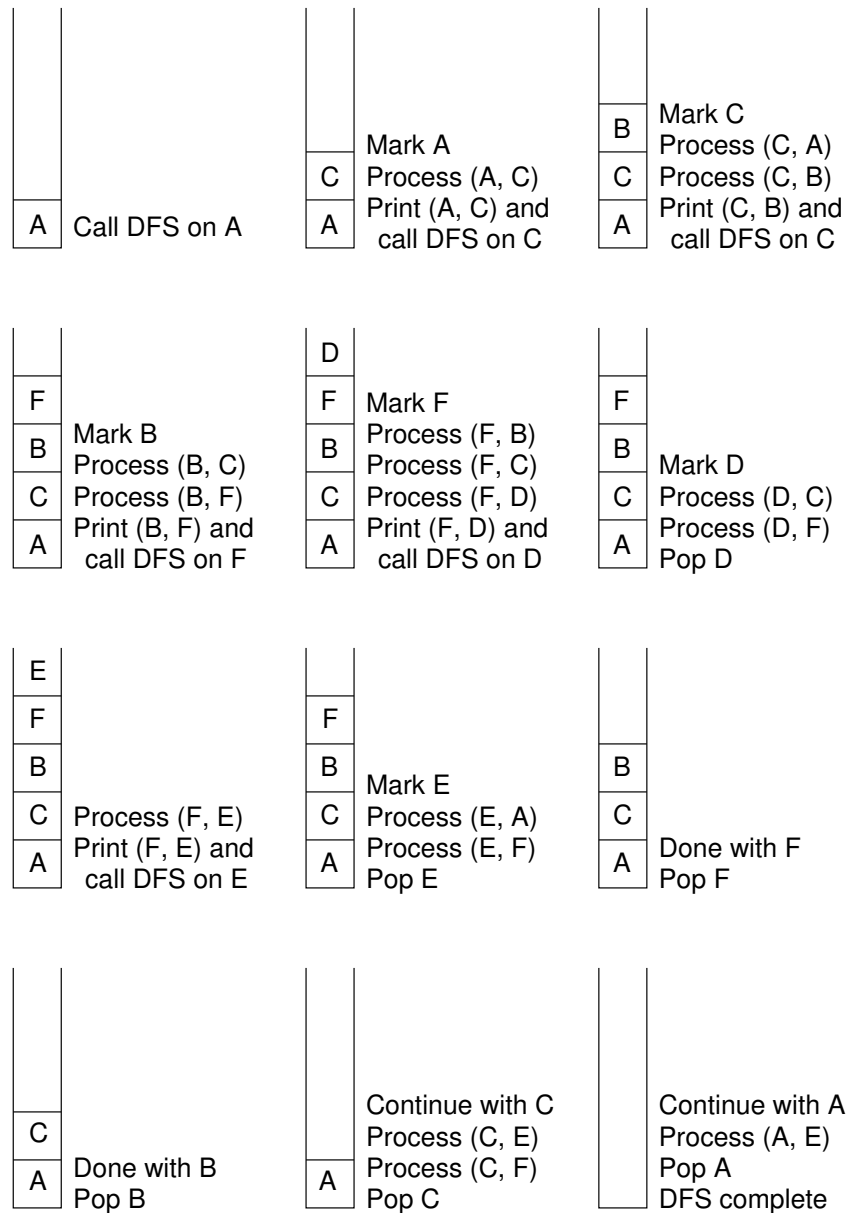 A
Call DFS on A
C
A
Mark A
Process (A, C)
Print (A, C) and
call DFS on C
B
C
A
Mark C
Process (C, A)
Process (C, B)
Print (C, B) and
call DFS on C
F
B
C
A
Mark B
Process (B, C)
Process (B, F)
Print (B, F) and
call DFS on F
D
F
B
C
A
Mark F
Process (F, B)
Process (F, C)
Process (F, D)
Print (F, D) and
call DFS on D
F
B
C
A
Mark D
Process (D, C)
Process (D, F)
Pop D
E
F
B
C
A
Process (F, E)
Print (F, E) and
call DFS on E
F
B
C
A
Mark E
Process (E, A)
Process (E, F)
Pop E
B
C
A
Done with F
Pop F
C
A
Done with B
Pop B
A
Continue with C
Process (C, E)
Process (C, F)
Pop C
Continue with A
Process (A, E)
Pop A
DFS complete